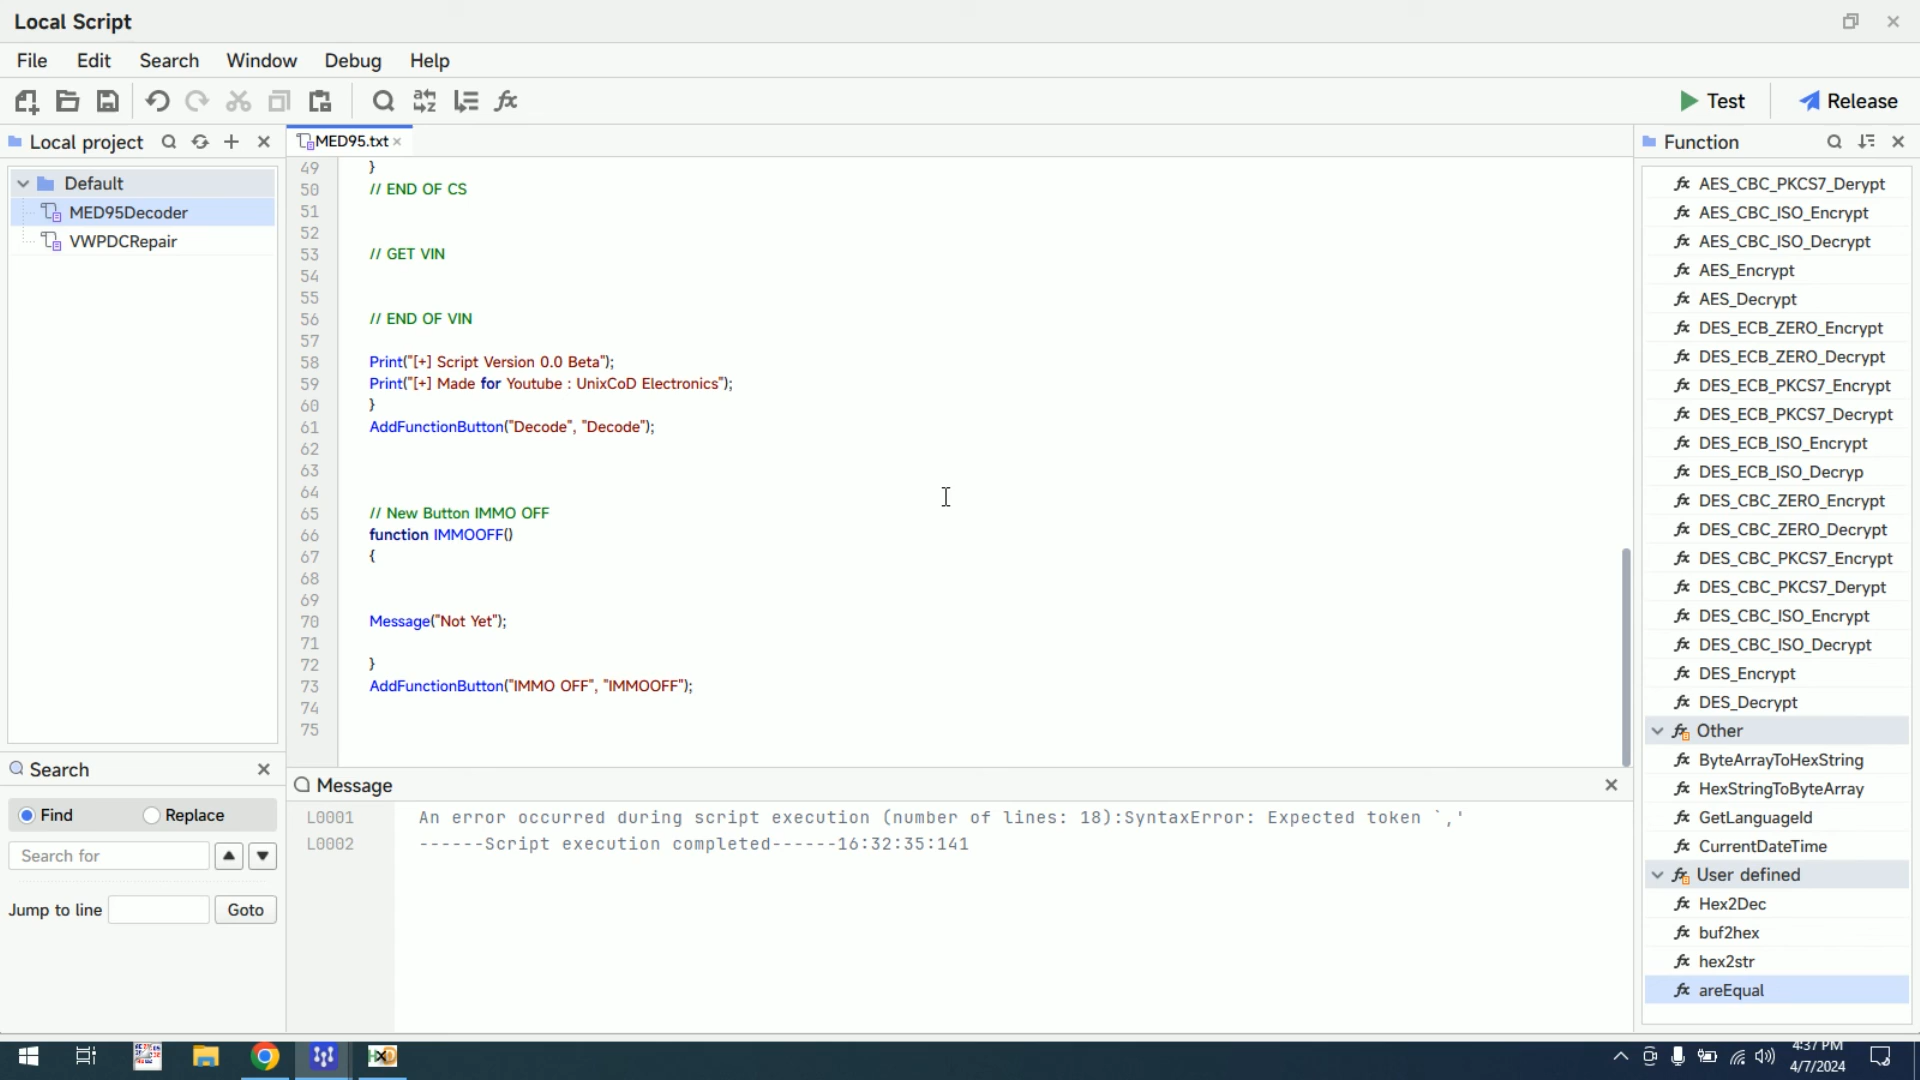 Local Script
File Edit Search Window Debug Help
Test Release
Local project
MED95.txt
Function
Default
MED95Decoder
VWPDCRepair
49 }
50 // END OF CS
51
52
53 // GET VIN
54
55
56 // END OF VIN
57
58 Print("[+] Script Version 0.0 Beta");
59 Print("[+] Made for Youtube : UnixCoD Electronics");
60 }
61 AddFunctionButton("Decode", "Decode");
62
63
64
65 // New Button IMMO OFF
66 function IMMOOFF()
67 {
68
69
70 Message("Not Yet");
71
72 }
73 AddFunctionButton("IMMO OFF", "IMMOOFF");
74
75
AES_CBC_PKCS7_Derypt
AES_CBC_ISO_Encrypt
AES_CBC_ISO_Decrypt
AES_Encrypt
AES_Decrypt
DES_ECB_ZERO_Encrypt
DES_ECB_ZERO_Decrypt
DES_ECB_PKCS7_Encrypt
DES_ECB_PKCS7_Decrypt
DES_ECB_ISO_Encrypt
DES_ECB_ISO_Decryp
DES_CBC_ZERO_Encrypt
DES_CBC_ZERO_Decrypt
DES_CBC_PKCS7_Encrypt
DES_CBC_PKCS7_Derypt
DES_CBC_ISO_Encrypt
DES_CBC_ISO_Decrypt
DES_Encrypt
DES_Decrypt
Other
ByteArrayToHexString
HexStringToByteArray
GetLanguageId
CurrentDateTime
User defined
Hex2Dec
buf2hex
hex2str
areEqual
Search
Find Replace
Search for
Jump to line Goto
Message
L0001 An error occurred during script execution (number of lines: 18):SyntaxError: Expected token `,'
L0002 ------Script execution completed------16:32:35:141
4:37 PM
4/7/2024